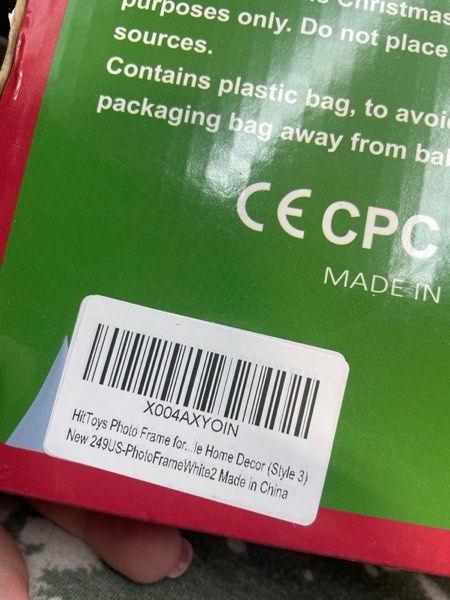 Christmas
purposes only. Do not place
sources.
Contains plastic bag, to avoi
packaging bag away from ba
CE CPC
MADE IN
X004AXYOIN
HitToys Photo Frame for...le Home Decor (Style 3)
New 249US-PhotoFrameWhite2 Made in China